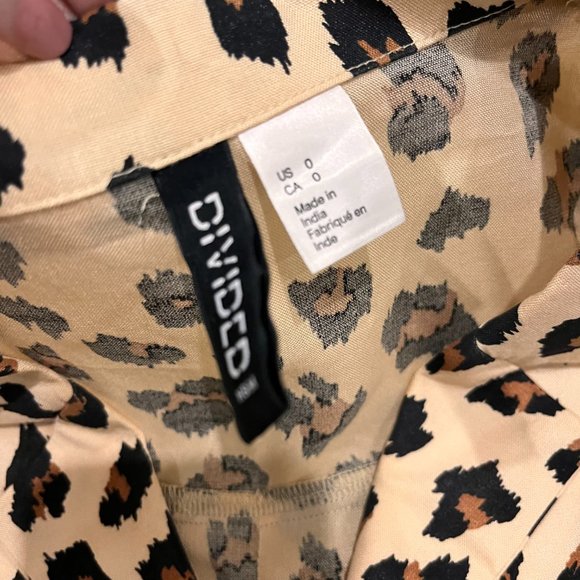 DIVIDED
H&M
US 0
CA 0
Made in
India
Fabriqué en
Inde